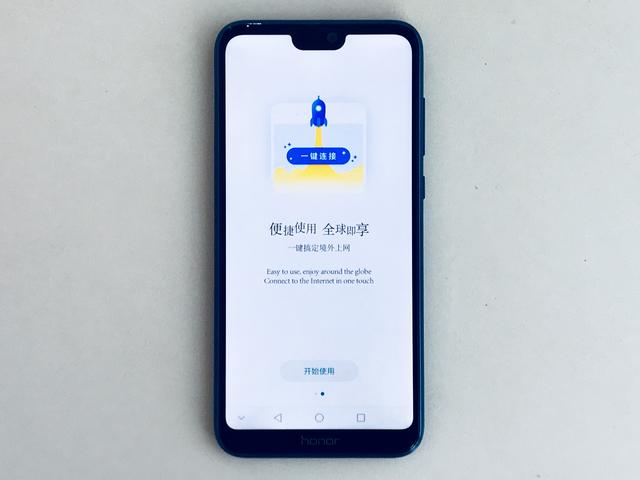 一键连接
便捷使用 全球即享
一键搞定境外上网
Easy to use, enjoy around the globe
Connect to the Internet in one touch
开始使用
honor